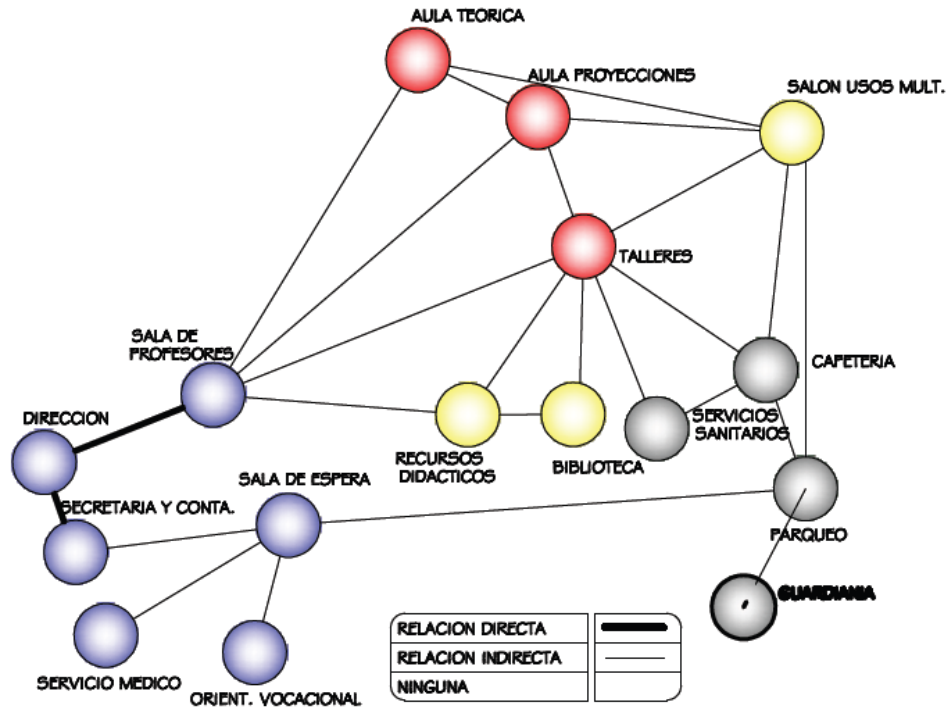 AULA TEORICA
AULA PROYECCIONES
SALON USOS MULT.
TALLERES
SALA DE
PROFESORES
CAFETERIA
DIRECCION
SERVICIOS
SANITARIOS
RECURSOS
DIDACTICOS
BIBLIOTECA
SALA DE ESPERA
SECRETARIA Y CONTA.
PARQUEO
GUARDIANIA
SERVICIO MEDICO
ORIENT. VOCACIONAL
RELACION DIRECTA
RELACION INDIRECTA
NINGUNA